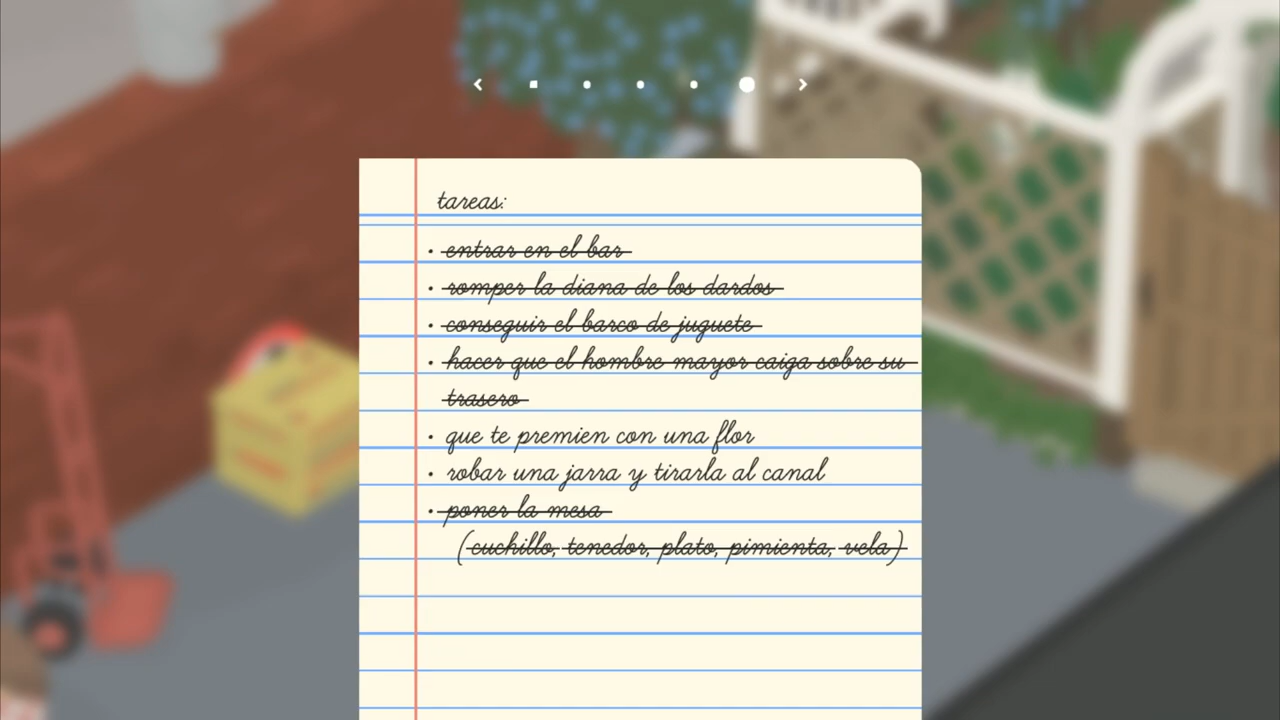 tareas:
• entrar en el bar
• romper la diana de los dardos
• conseguir el barco de juguete
• hacer que el hombre mayor caiga sobre su
trasero
• que te premien con una flor
• robar una jarra y tirarla al canal
• poner la mesa
(cuchillo, tenedor, plato, pimienta, vela)